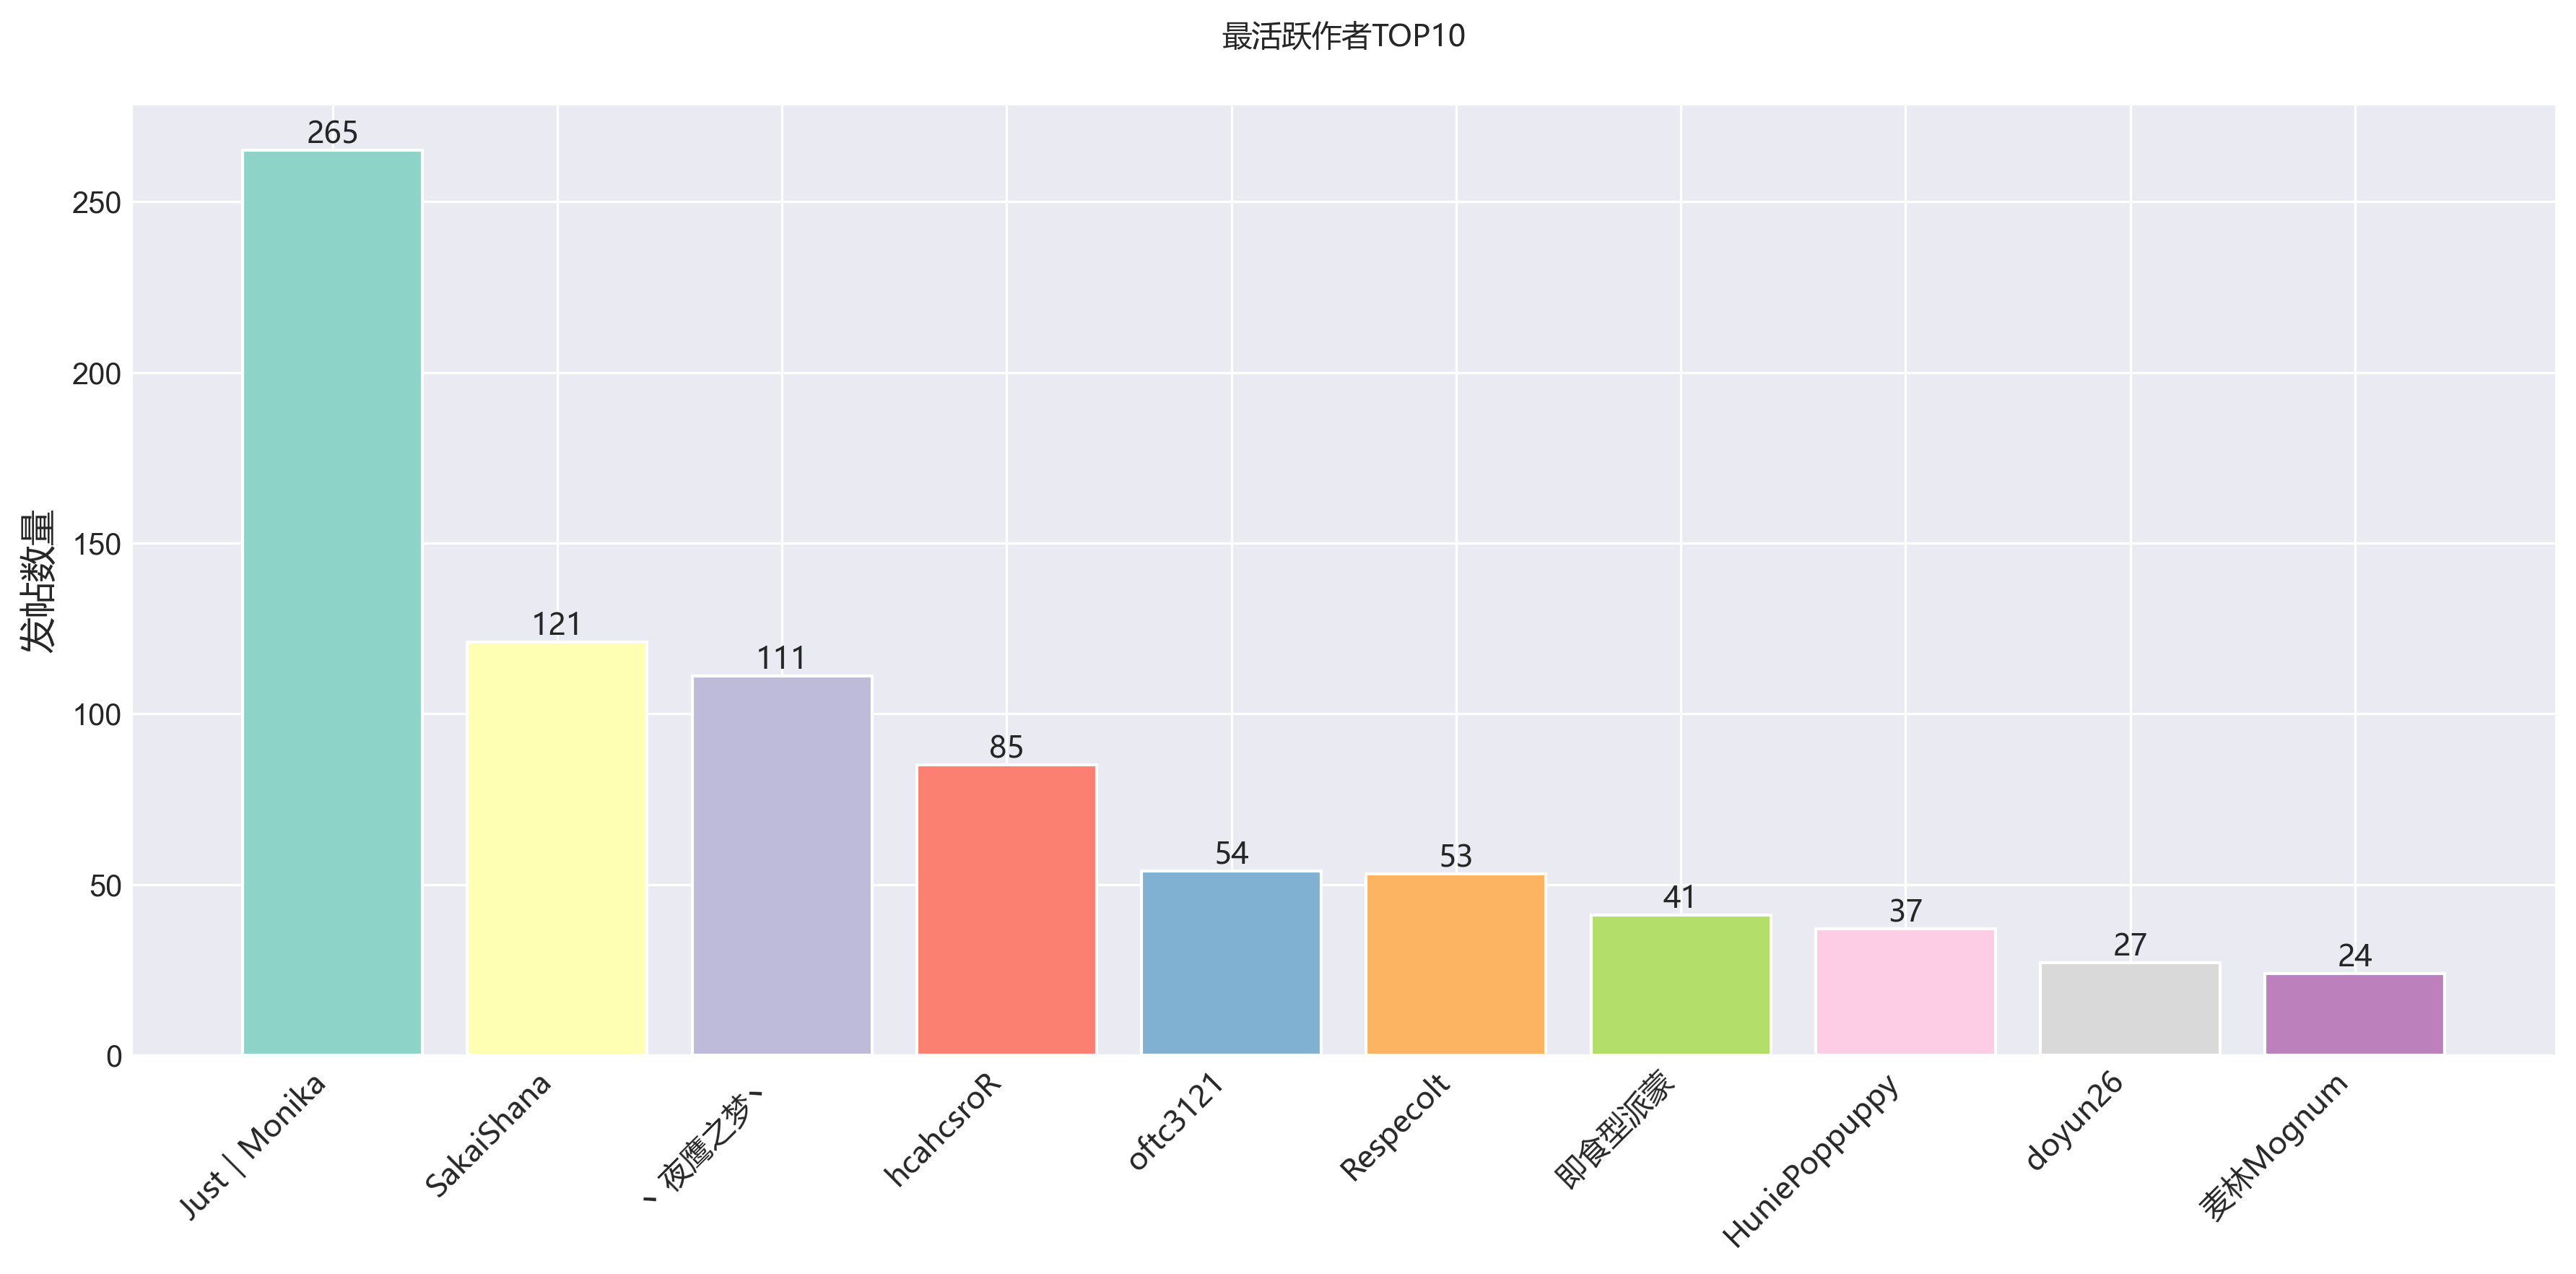 最活跃作者TOP10
发帖数量
250
200
150
100
50
0
265
121
111
85
54
53
41
37
27
24
Just | Monika
SakaiShana
丶夜鹰之梦丶
hcahcsroR
oftc3121
Respecolt
即食型派蒙
HuniePoppuppy
doyun26
麦林Mognum